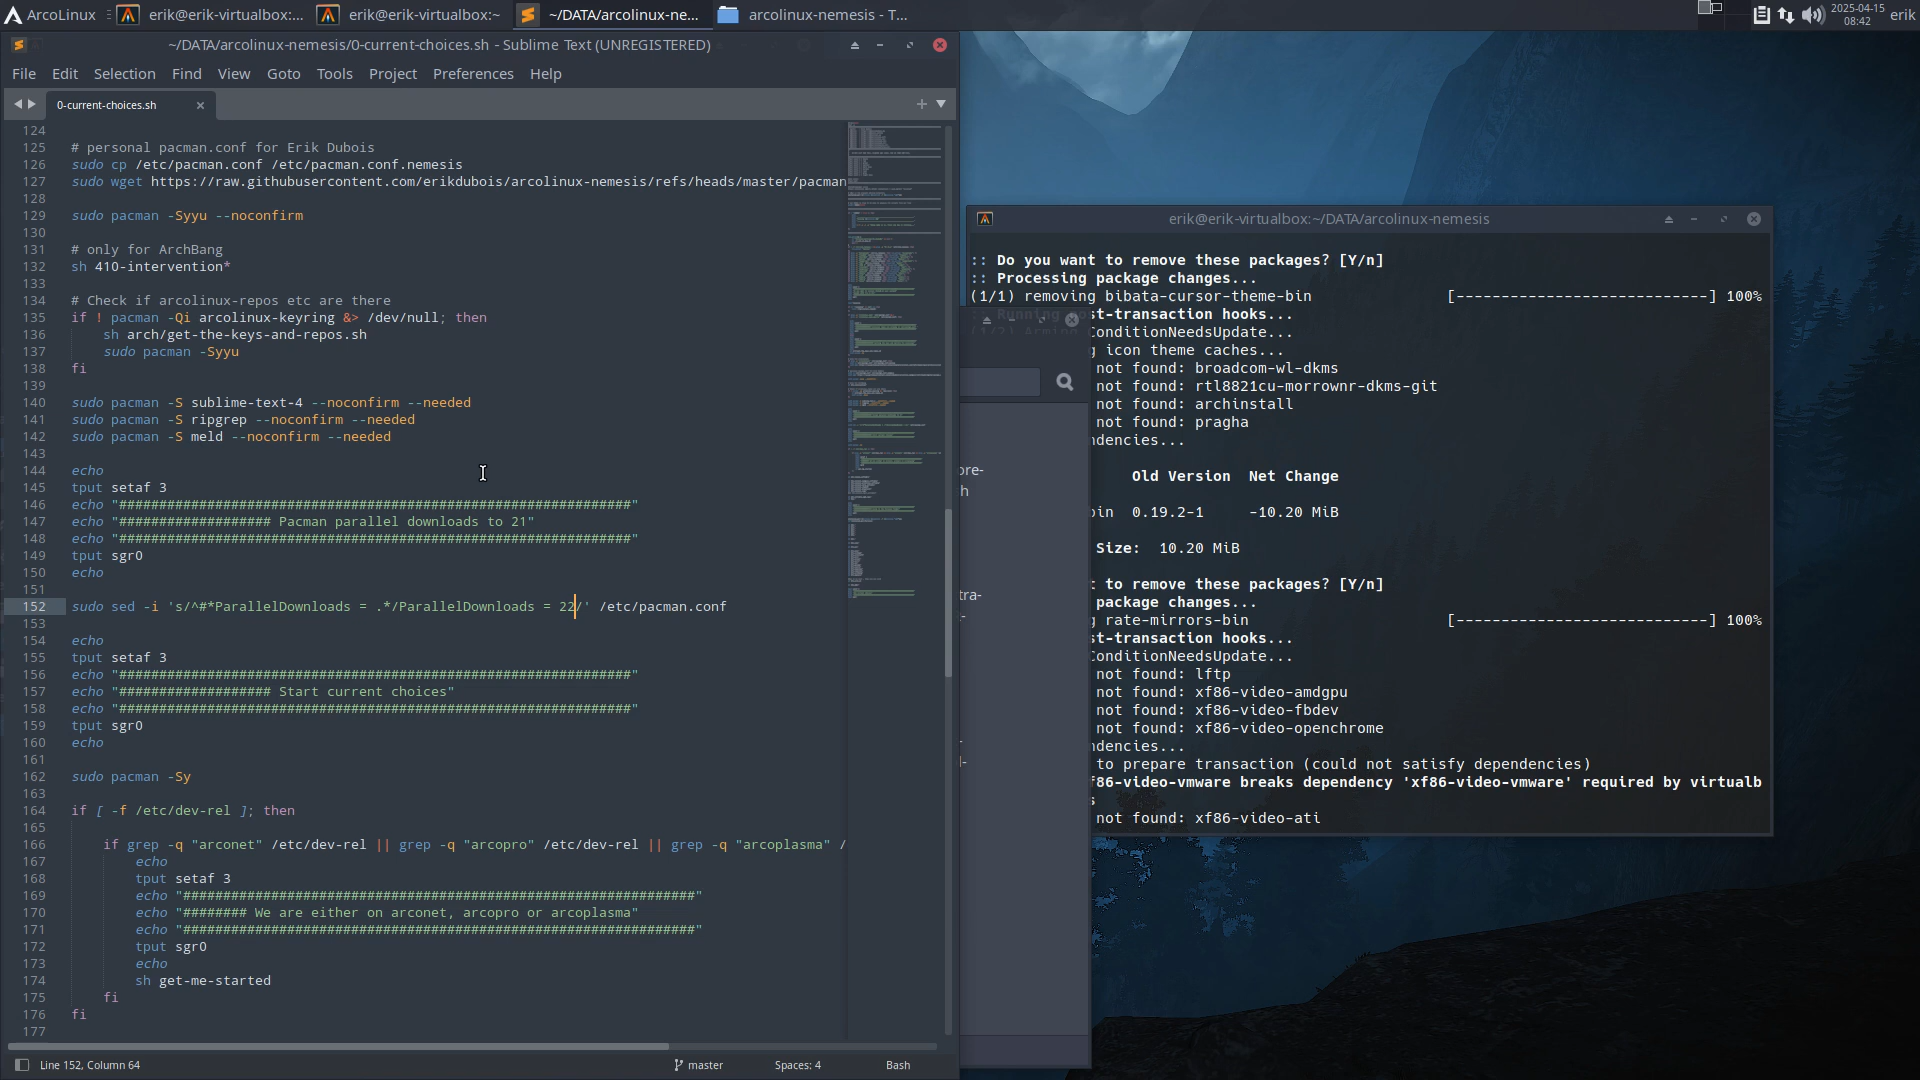 ArcoLinux
erik@erik-virtualbox:...
erik@erik-virtualbox:~
~/DATA/arcolinux-ne...
arcolinux-nemesis - T...
2025-04-15
08:42
erik
~/DATA/arcolinux-nemesis/0-current-choices.sh - Sublime Text (UNREGISTERED)
File Edit Selection Find View Goto Tools Project Preferences Help
0-current-choices.sh
124
125 # personal pacman.conf for Erik Dubois
126 sudo cp /etc/pacman.conf /etc/pacman.conf.nemesis
127 sudo wget https://raw.githubusercontent.com/erikdubois/arcolinux-nemesis/refs/heads/master/pacman
128
129 sudo pacman -Syyu --noconfirm
130
131 # only for ArchBang
132 sh 410-intervention*
133
134 # Check if arcolinux-repos etc are there
135 if ! pacman -Qi arcolinux-keyring &> /dev/null; then
136 sh arch/get-the-keys-and-repos.sh
137 sudo pacman -Syyu
138 fi
139
140 sudo pacman -S sublime-text-4 --noconfirm --needed
141 sudo pacman -S ripgrep --noconfirm --needed
142 sudo pacman -S meld --noconfirm --needed
143
144 echo
145 tput setaf 3
146 echo "################################################################"
147 echo "################### Pacman parallel downloads to 21"
148 echo "################################################################"
149 tput sgr0
150 echo
151
152 sudo sed -i 's/^#*ParallelDownloads = .*/ParallelDownloads = 22/' /etc/pacman.conf
153
154 echo
155 tput setaf 3
156 echo "################################################################"
157 echo "################### Start current choices"
158 echo "################################################################"
159 tput sgr0
160 echo
161
162 sudo pacman -Sy
163
164 if [ -f /etc/dev-rel ]; then
165
166 if grep -q "arconet" /etc/dev-rel || grep -q "arcopro" /etc/dev-rel || grep -q "arcoplasma" /
167 echo
168 tput setaf 3
169 echo "################################################################"
170 echo "######## We are either on arconet, arcopro or arcoplasma"
171 echo "################################################################"
172 tput sgr0
173 echo
174 sh get-me-started
175 fi
176 fi
177
Line 152, Column 64
master
Spaces: 4
Bash
erik@erik-virtualbox:~/DATA/arcolinux-nemesis
:: Do you want to remove these packages? [Y/n]
:: Processing package changes...
(1/1) removing bibata-cursor-theme-bin [----------------------------] 100%
:: Running post-transaction hooks...
ConditionNeedsUpdate...
g icon theme caches...
not found: broadcom-wl-dkms
not found: rtl8821cu-morrownr-dkms-git
not found: archinstall
not found: pragha
ndencies...
Old Version Net Change
bin 0.19.2-1 -10.20 MiB
Size: 10.20 MiB
t to remove these packages? [Y/n]
package changes...
g rate-mirrors-bin [----------------------------] 100%
st-transaction hooks...
ConditionNeedsUpdate...
not found: lftp
not found: xf86-video-amdgpu
not found: xf86-video-fbdev
not found: xf86-video-openchrome
ndencies...
to prepare transaction (could not satisfy dependencies)
f86-video-vmware breaks dependency 'xf86-video-vmware' required by virtualb
s
not found: xf86-video-ati
ore-
h
tra-